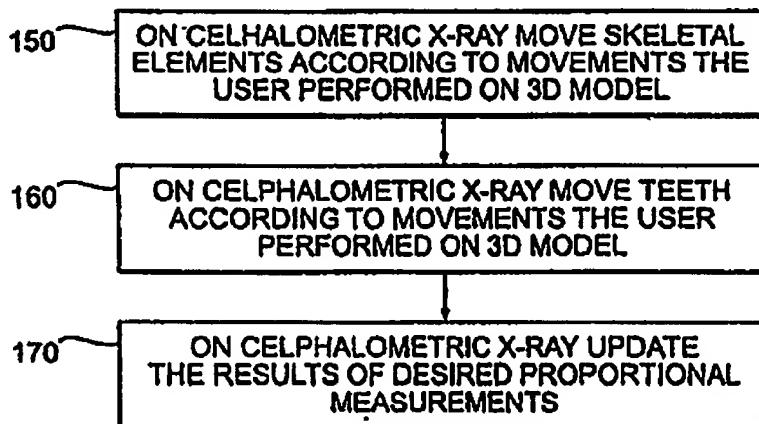 150
ON CELHALOMETRIC X-RAY MOVE SKELETAL
ELEMENTS ACCORDING TO MOVEMENTS THE
USER PERFORMED ON 3D MODEL
160
ON CELPHALOMETRIC X-RAY MOVE TEETH
ACCORDING TO MOVEMENTS THE USER
PERFORMED ON 3D MODEL
170
ON CELPHALOMETRIC X-RAY UPDATE
THE RESULTS OF DESIRED PROPORTIONAL
MEASUREMENTS